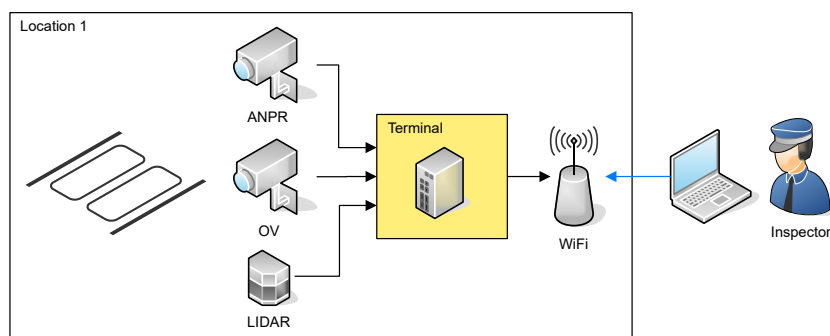 Location 1
ANPR
Terminal
OV
WiFi
Inspector
LIDAR